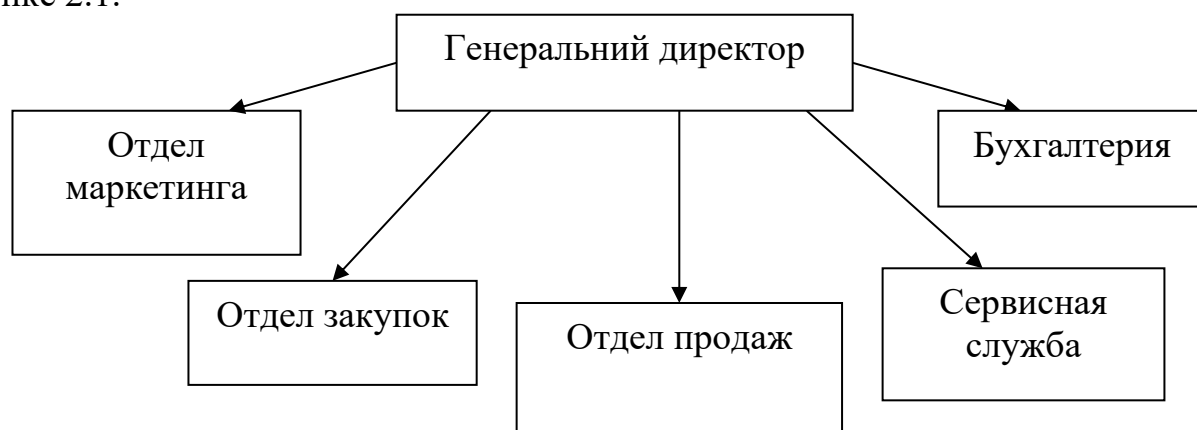 нке 2.1.
Генеральний директор
Отдел
маркетинга
Бухгалтерия
Отдел закупок
Отдел продаж
Сервисная
служба